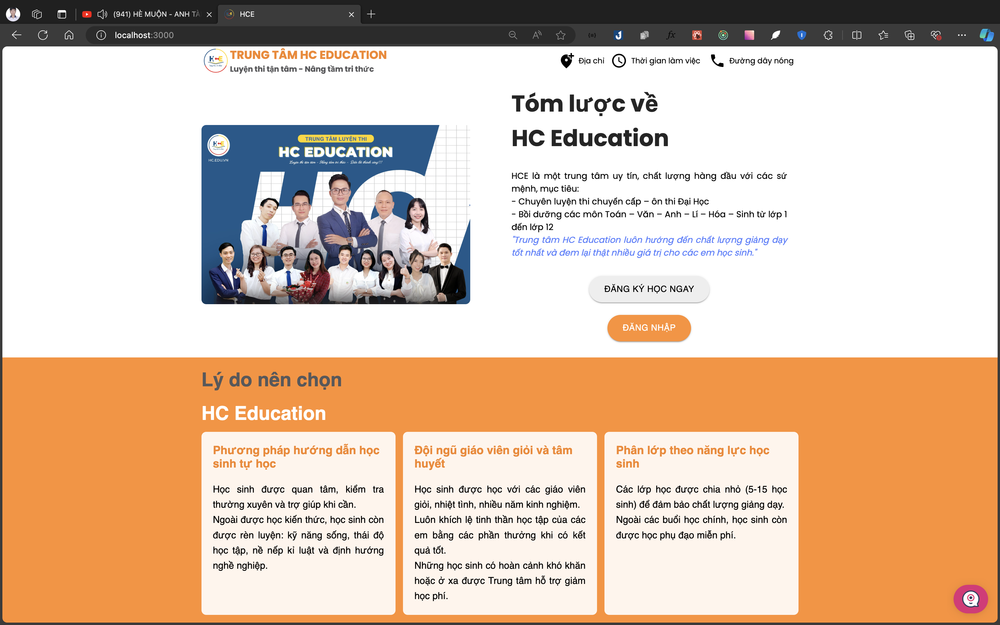 (941) HÈ MUỘN - ANH TÀ
HCE
localhost:3000
TRUNG TÂM HC EDUCATION
Luyện thi tận tâm - Nâng tầm tri thức
Địa chỉ
Thời gian làm việc
Đường dây nóng
Tóm lược về
HC Education
HCE
HC.EDU.VN
TRUNG TÂM LUYỆN THI
HC EDUCATION
Luyện thi tận tâm - Nâng tầm tri thức - Dẫn lối thành công!!!
HCE là một trung tâm uy tín, chất lượng hàng đầu với các sứ
mệnh, mục tiêu:
- Chuyên luyện thi chuyển cấp – ôn thi Đại Học
- Bồi dưỡng các môn Toán – Văn – Anh – Lí – Hóa – Sinh từ lớp 1
đến lớp 12
"Trung tâm HC Education luôn hướng đến chất lượng giảng dạy
tốt nhất và đem lại thật nhiều giá trị cho các em học sinh."
ĐĂNG KÝ HỌC NGAY
ĐĂNG NHẬP
Lý do nên chọn
HC Education
Phương pháp hướng dẫn học
sinh tự học
Học sinh được quan tâm, kiểm tra
thường xuyên và trợ giúp khi cần.
Ngoài được học kiến thức, học sinh còn
được rèn luyện: kỹ năng sống, thái độ
học tập, nề nếp kỉ luật và định hướng
nghề nghiệp.
Đội ngũ giáo viên giỏi và tâm
huyết
Học sinh được học với các giáo viên
giỏi, nhiệt tình, nhiều năm kinh nghiệm.
Luôn khích lệ tinh thần học tập của các
em bằng các phần thưởng khi có kết
quả tốt.
Những học sinh có hoàn cảnh khó khăn
hoặc ở xa được Trung tâm hỗ trợ giảm
học phí.
Phân lớp theo năng lực học
sinh
Các lớp học được chia nhỏ (5-15 học
sinh) để đảm bảo chất lượng giảng dạy.
Ngoài các buổi học chính, học sinh còn
được học phụ đạo miễn phí.